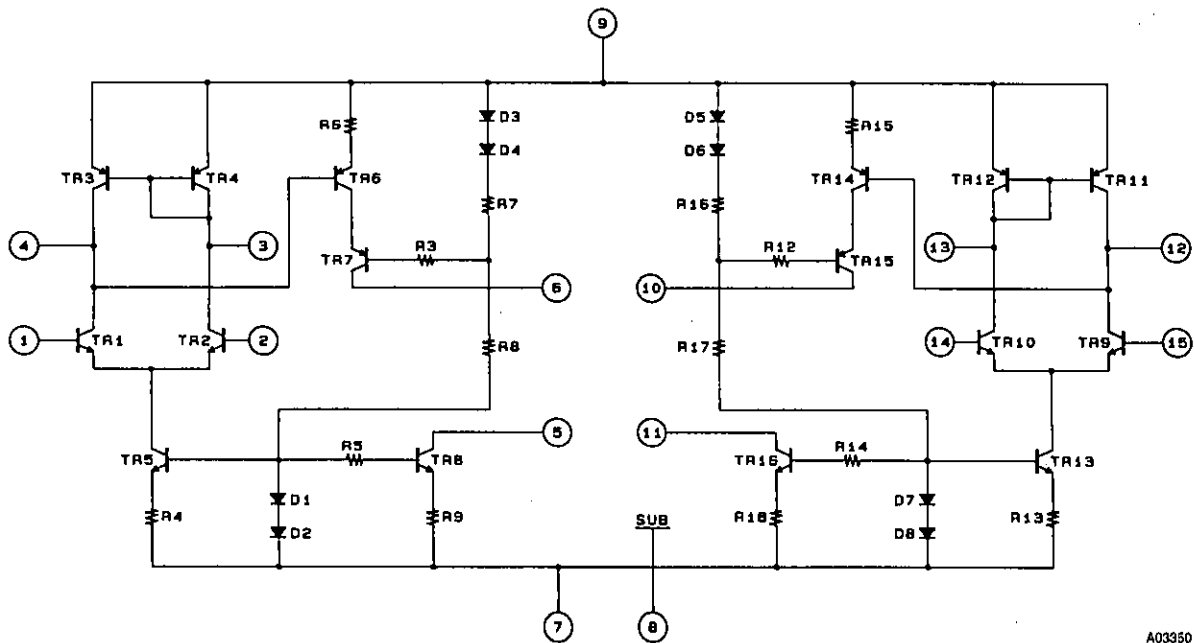 9
R6 D3 D5 R15
D4 D6
TR3 TR4 TR6 TR14 TR12 TR11
R7 R16
4 3 13 12
R3 R12
TR7 TR15
6 10
1 TR1 TR2 2 14 TR10 TR9 15
R8 R17
5 11
R5 R14
TR5 TR8 TR16 TR13
D1 D7
R4 R9 SUB R18 R13
D2 D8
7 8
A03350